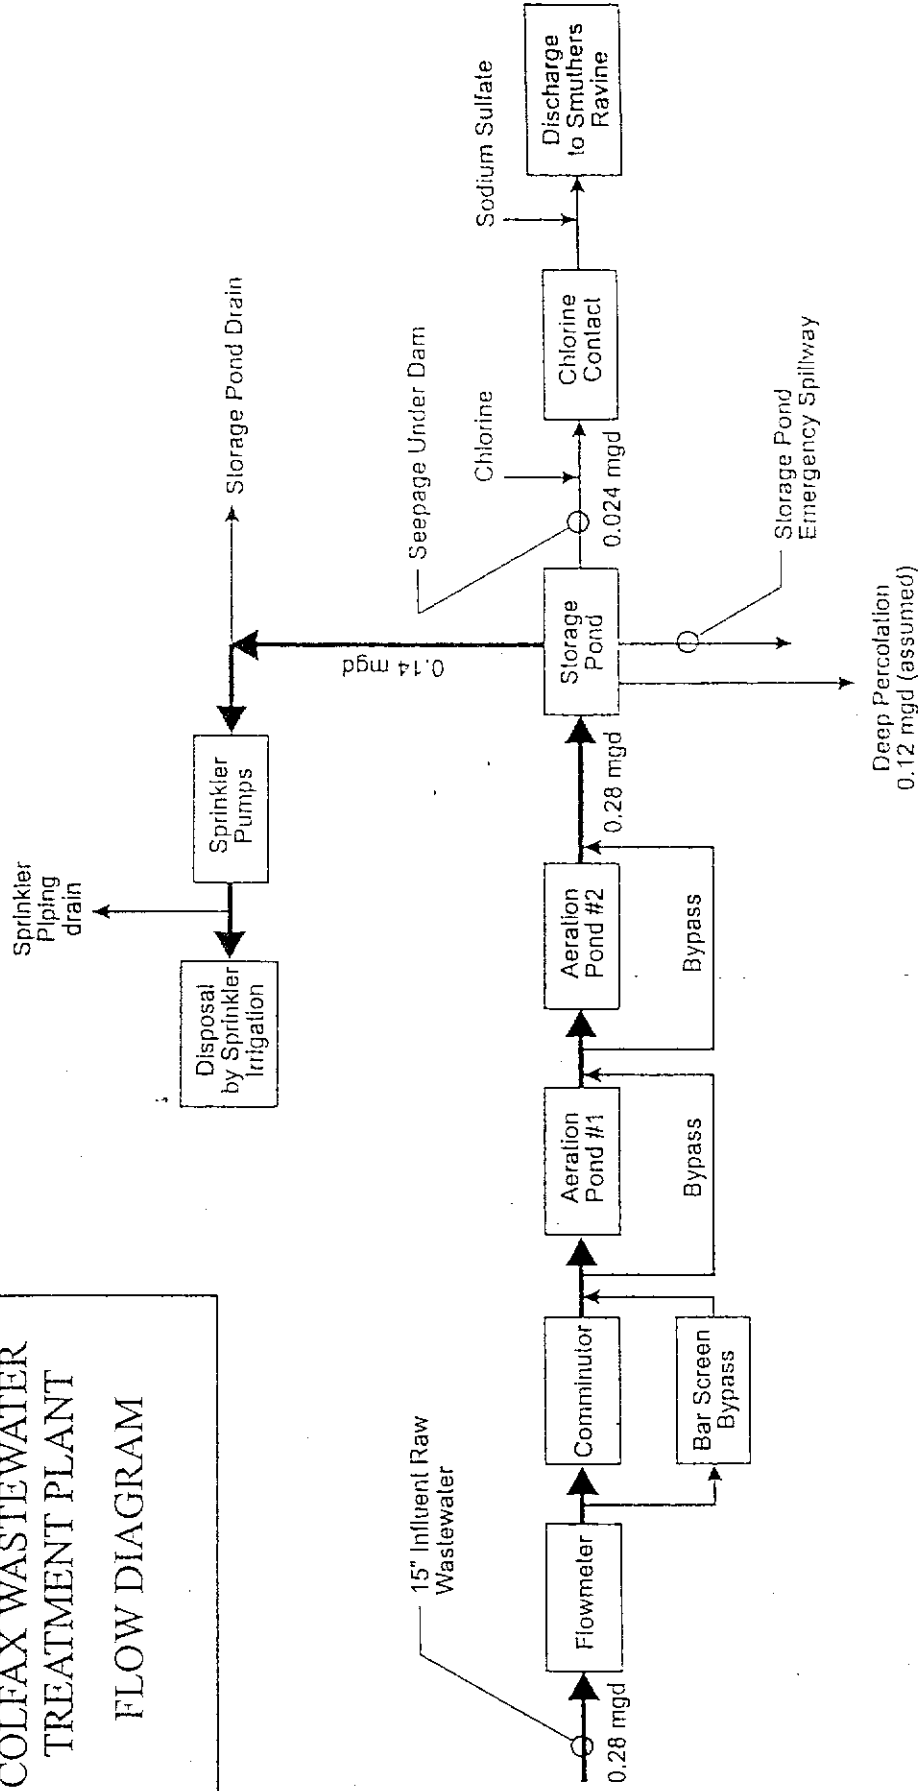 COLFAX WASTEWATER
TREATMENT PLANT
FLOW DIAGRAM
Sprinkler
Piping
drain
Disposal
by Sprinkler
Irrigation
Sprinkler
Pumps
Storage Pond Drain
0.14 mgd
Seepage Under Dam
Chlorine
Sodium Sulfate
15" Influent Raw
Wastewater
0.28 mgd
Flowmeter
Comminutor
Bar Screen
Bypass
Aeration
Pond #1
Bypass
Aeration
Pond #2
Bypass
0.28 mgd
Storage
Pond
0.024 mgd
Chlorine
Contact
Discharge
to Smuthers
Ravine
Storage Pond
Emergency Spillway
Deep Percolation
0.12 mgd (assumed)